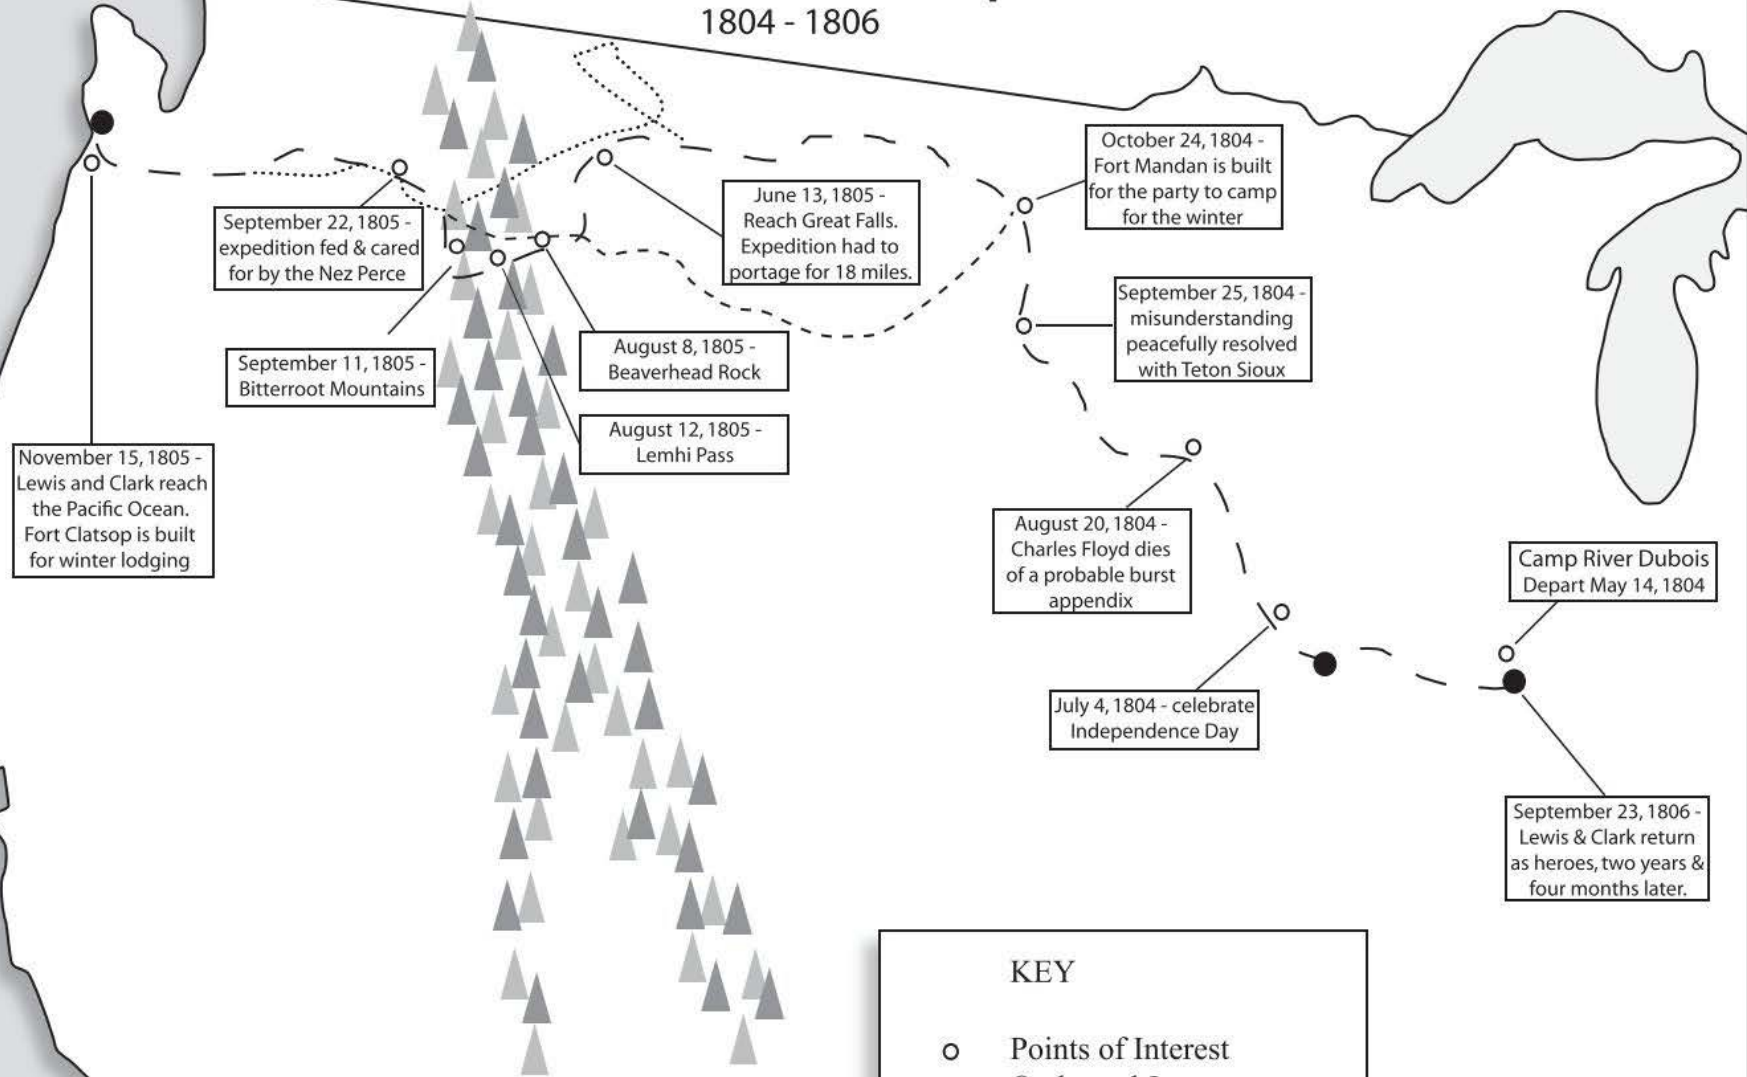 1804 - 1806
October 24, 1804 -
Fort Mandan is built
for the party to camp
for the winter
June 13, 1805 -
Reach Great Falls.
Expedition had to
portage for 18 miles.
September 22, 1805 -
expedition fed & cared
for by the Nez Perce
September 25, 1804 -
misunderstanding
peacefully resolved
with Teton Sioux
August 8, 1805 -
Beaverhead Rock
September 11, 1805 -
Bitterroot Mountains
August 12, 1805 -
Lemhi Pass
November 15, 1805 -
Lewis and Clark reach
the Pacific Ocean.
Fort Clatsop is built
for winter lodging
August 20, 1804 -
Charles Floyd dies
of a probable burst
appendix
Camp River Dubois
Depart May 14, 1804
July 4, 1804 - celebrate
Independence Day
September 23, 1806 -
Lewis & Clark return
as heroes, two years &
four months later.
KEY
Points of Interest